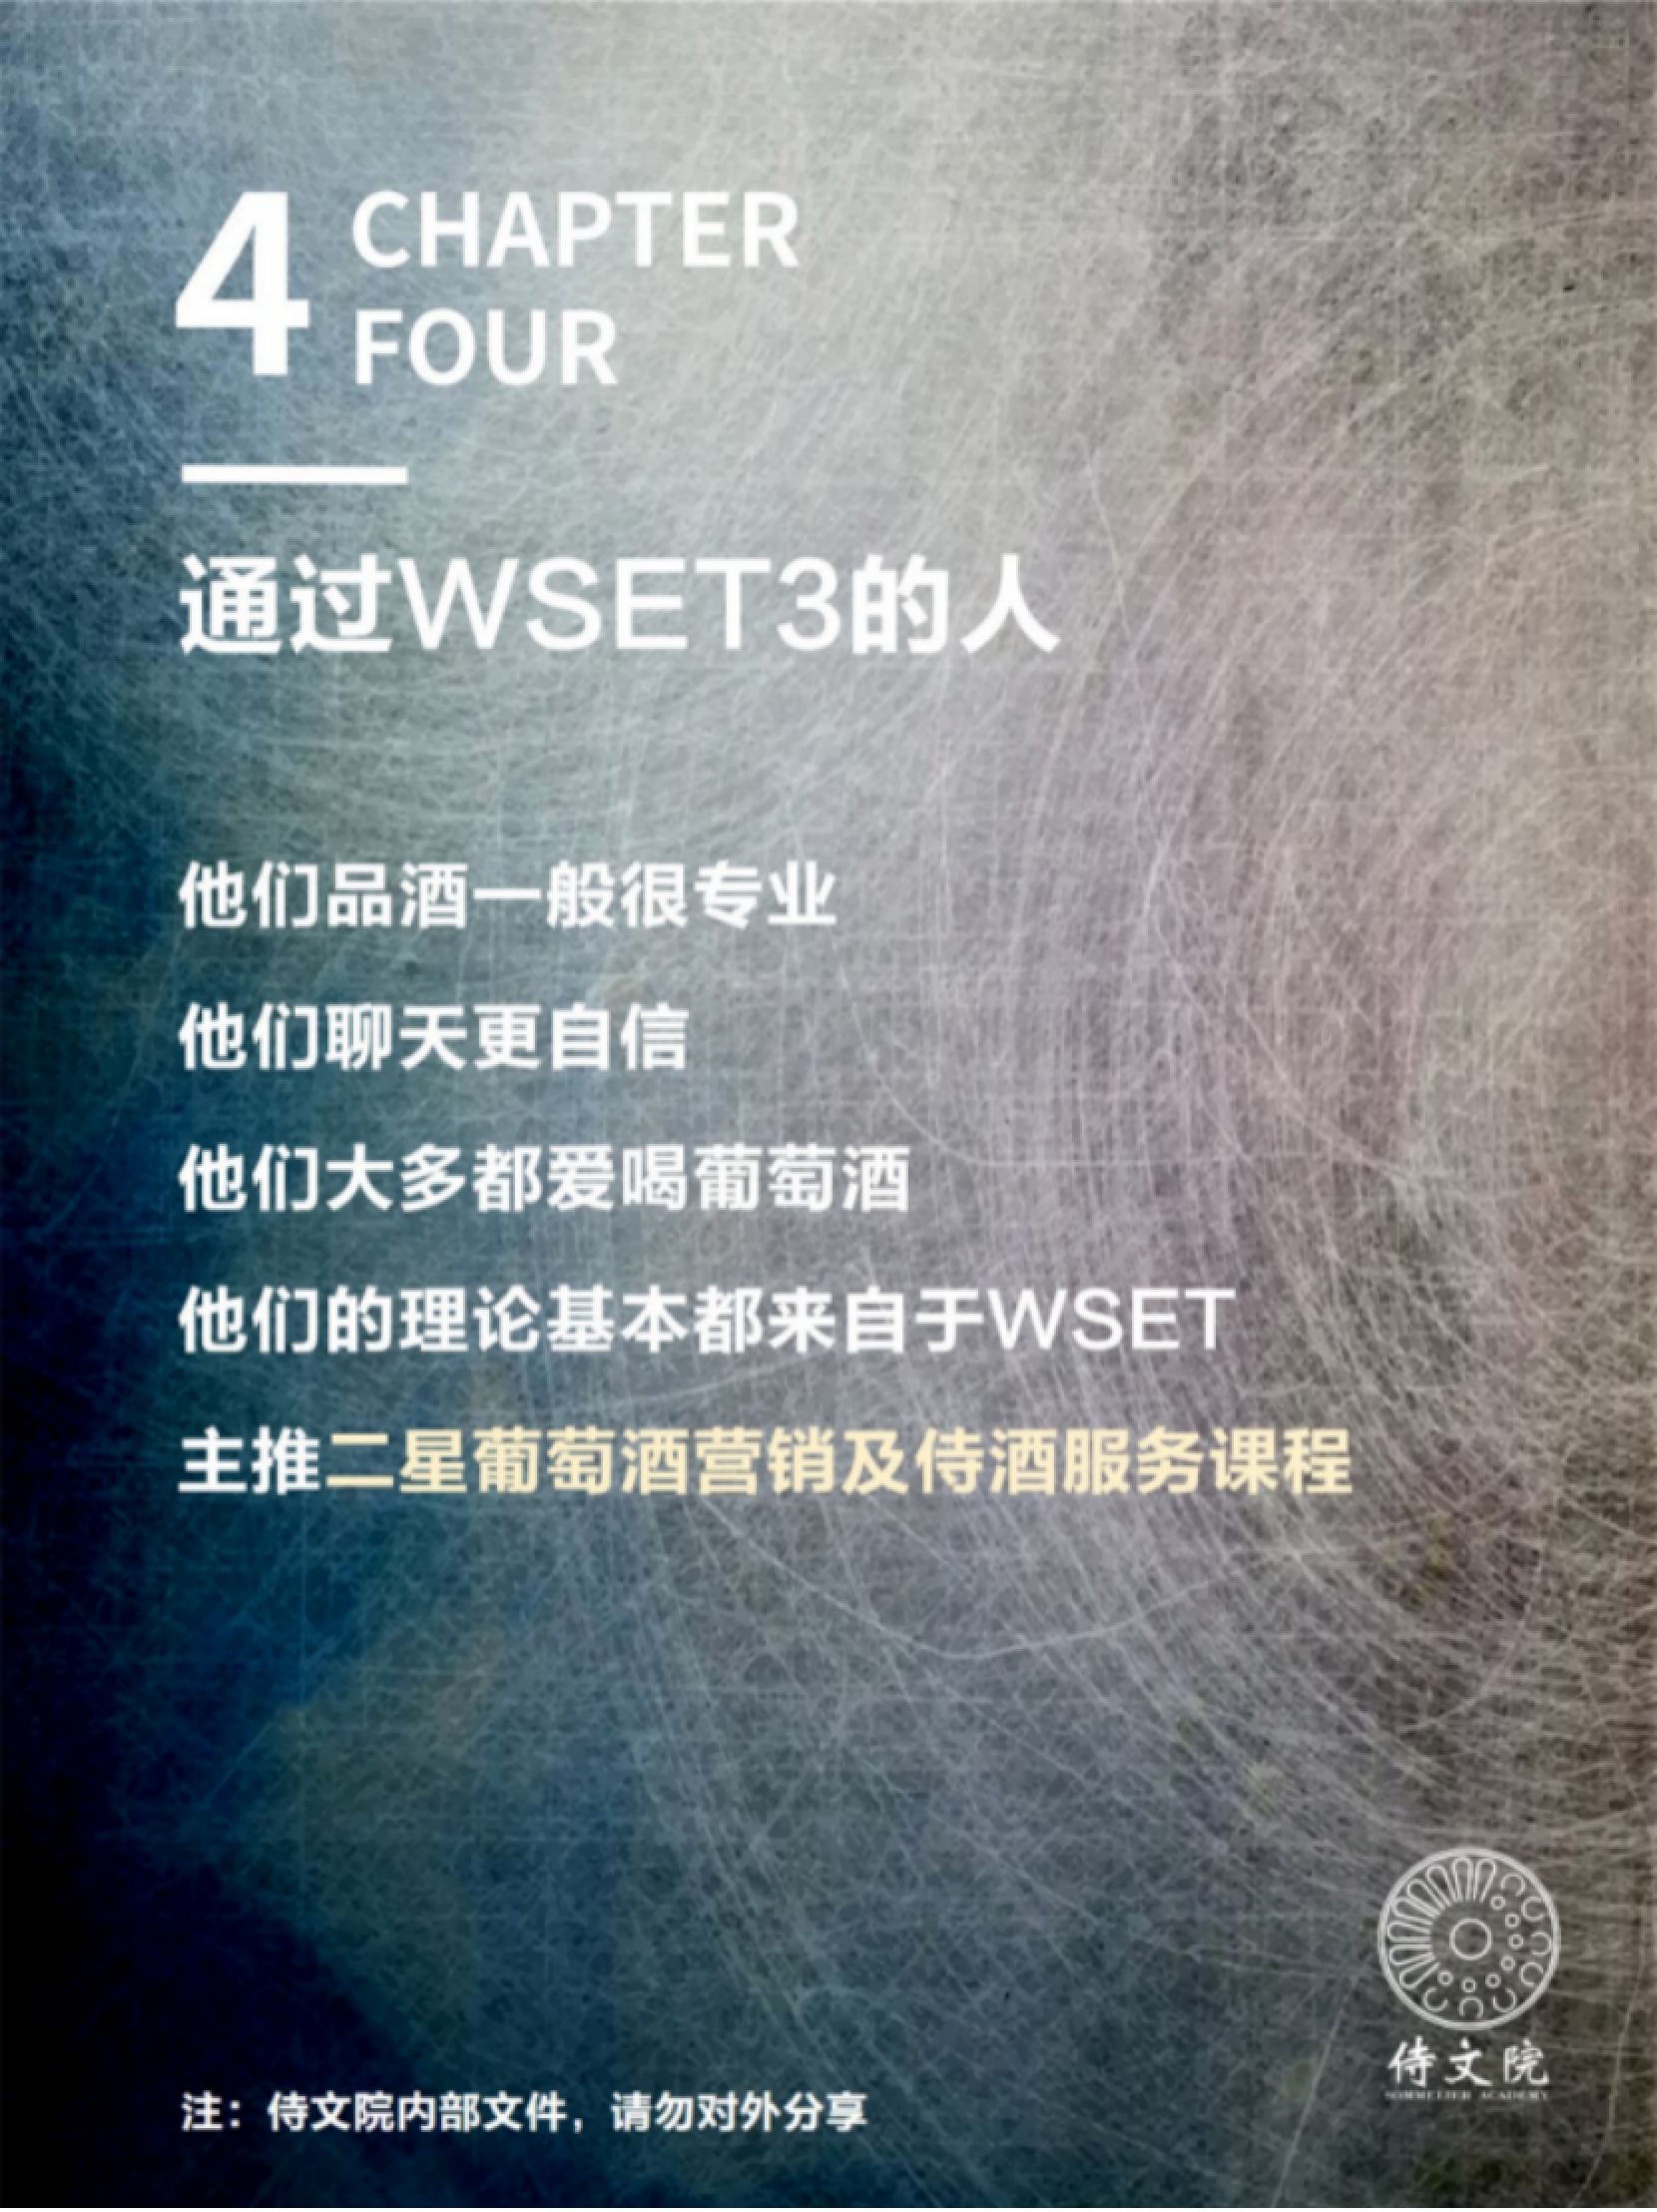 4 CHAPTER
FOUR
通过WSET3的人
他们品酒一般很专业
他们聊天更自信
他们大多都爱喝葡萄酒
他们的理论基本都来自于WSET
主推二星葡萄酒营销及侍酒服务课程
侍文院
SOMMELIER ACADEMY
注：侍文院内部文件，请勿对外分享